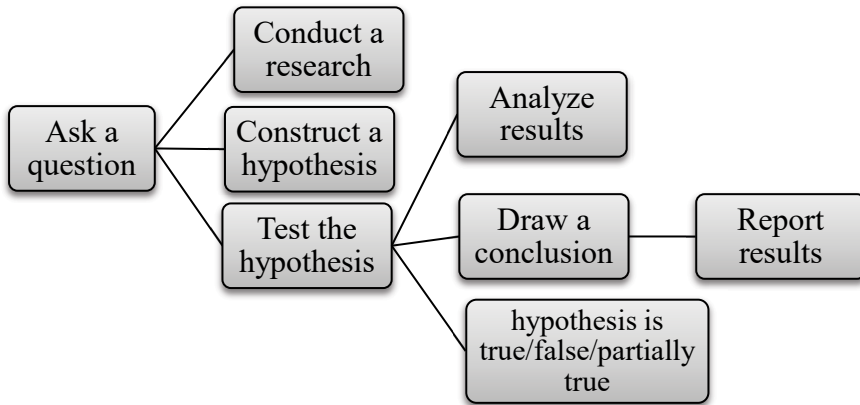 Ask a
question
Conduct a
research
Construct a
hypothesis
Test the
hypothesis
Analyze
results
Draw a
conclusion
hypothesis is
true/false/partially
true
Report
results